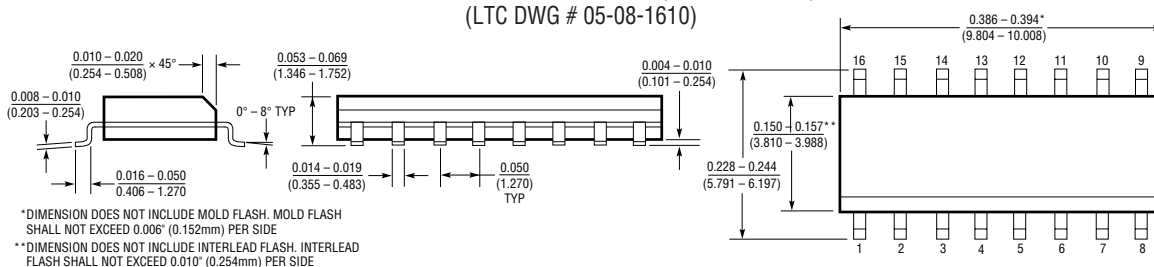 (LTC DWG # 05-08-1610)
0.010 – 0.020
(0.254 – 0.508)
× 45°
0.008 – 0.010
(0.203 – 0.254)
0° – 8° TYP
0.016 – 0.050
0.406 – 1.270
0.053 – 0.069
(1.346 – 1.752)
0.004 – 0.010
(0.101 – 0.254)
0.014 – 0.019
(0.355 – 0.483)
0.050
(1.270)
TYP
0.386 – 0.394*
(9.804 – 10.008)
16 15 14 13 12 11 10 9
0.150 – 0.157**
(3.810 – 3.988)
0.228 – 0.244
(5.791 – 6.197)
1 2 3 4 5 6 7 8
*DIMENSION DOES NOT INCLUDE MOLD FLASH. MOLD FLASH
SHALL NOT EXCEED 0.006" (0.152mm) PER SIDE
**DIMENSION DOES NOT INCLUDE INTERLEAD FLASH. INTERLEAD
FLASH SHALL NOT EXCEED 0.010" (0.254mm) PER SIDE